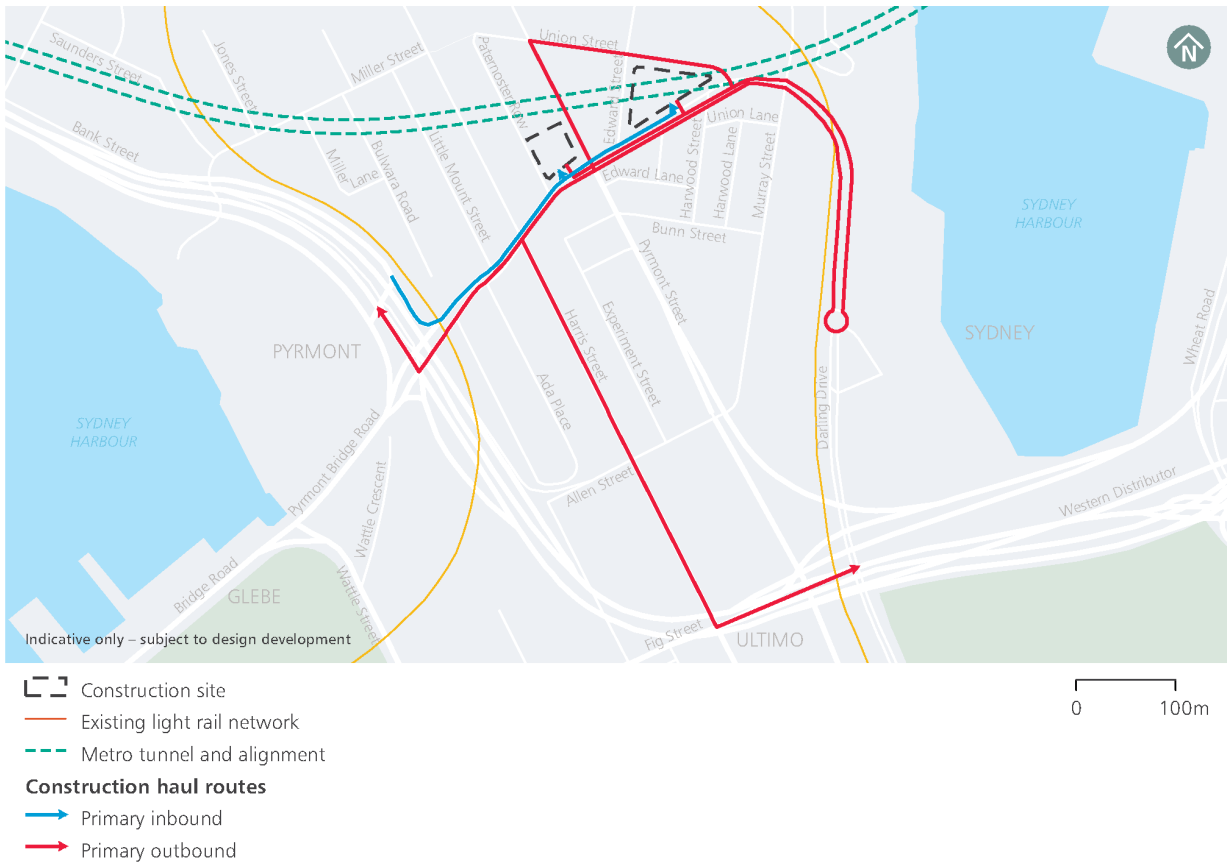 Saunders Street
Jones Street
Miller Street
Paternoster Row
Union Street
Edward Street
N
Bank Street
Miller
Lane
Bulwara Road
Little Mount Street
Union Lane
Edward Lane
Harwood Street
Harwood Lane
Murray Street
Bunn Street
SYDNEY
HARBOUR
Pyrmont Street
PYRMONT
Harris Street
Experiment Street
SYDNEY
Wheat Road
Ada Place
Darling Drive
SYDNEY
HARBOUR
Pyrmont Bridge Road
Wattle Crescent
Allen Street
Western Distributor
Bridge Road
GLEBE
Wattle Street
Fig Street
ULTIMO
Indicative only – subject to design development
Construction site
Existing light rail network
Metro tunnel and alignment
Construction haul routes
Primary inbound
Primary outbound
0 100m